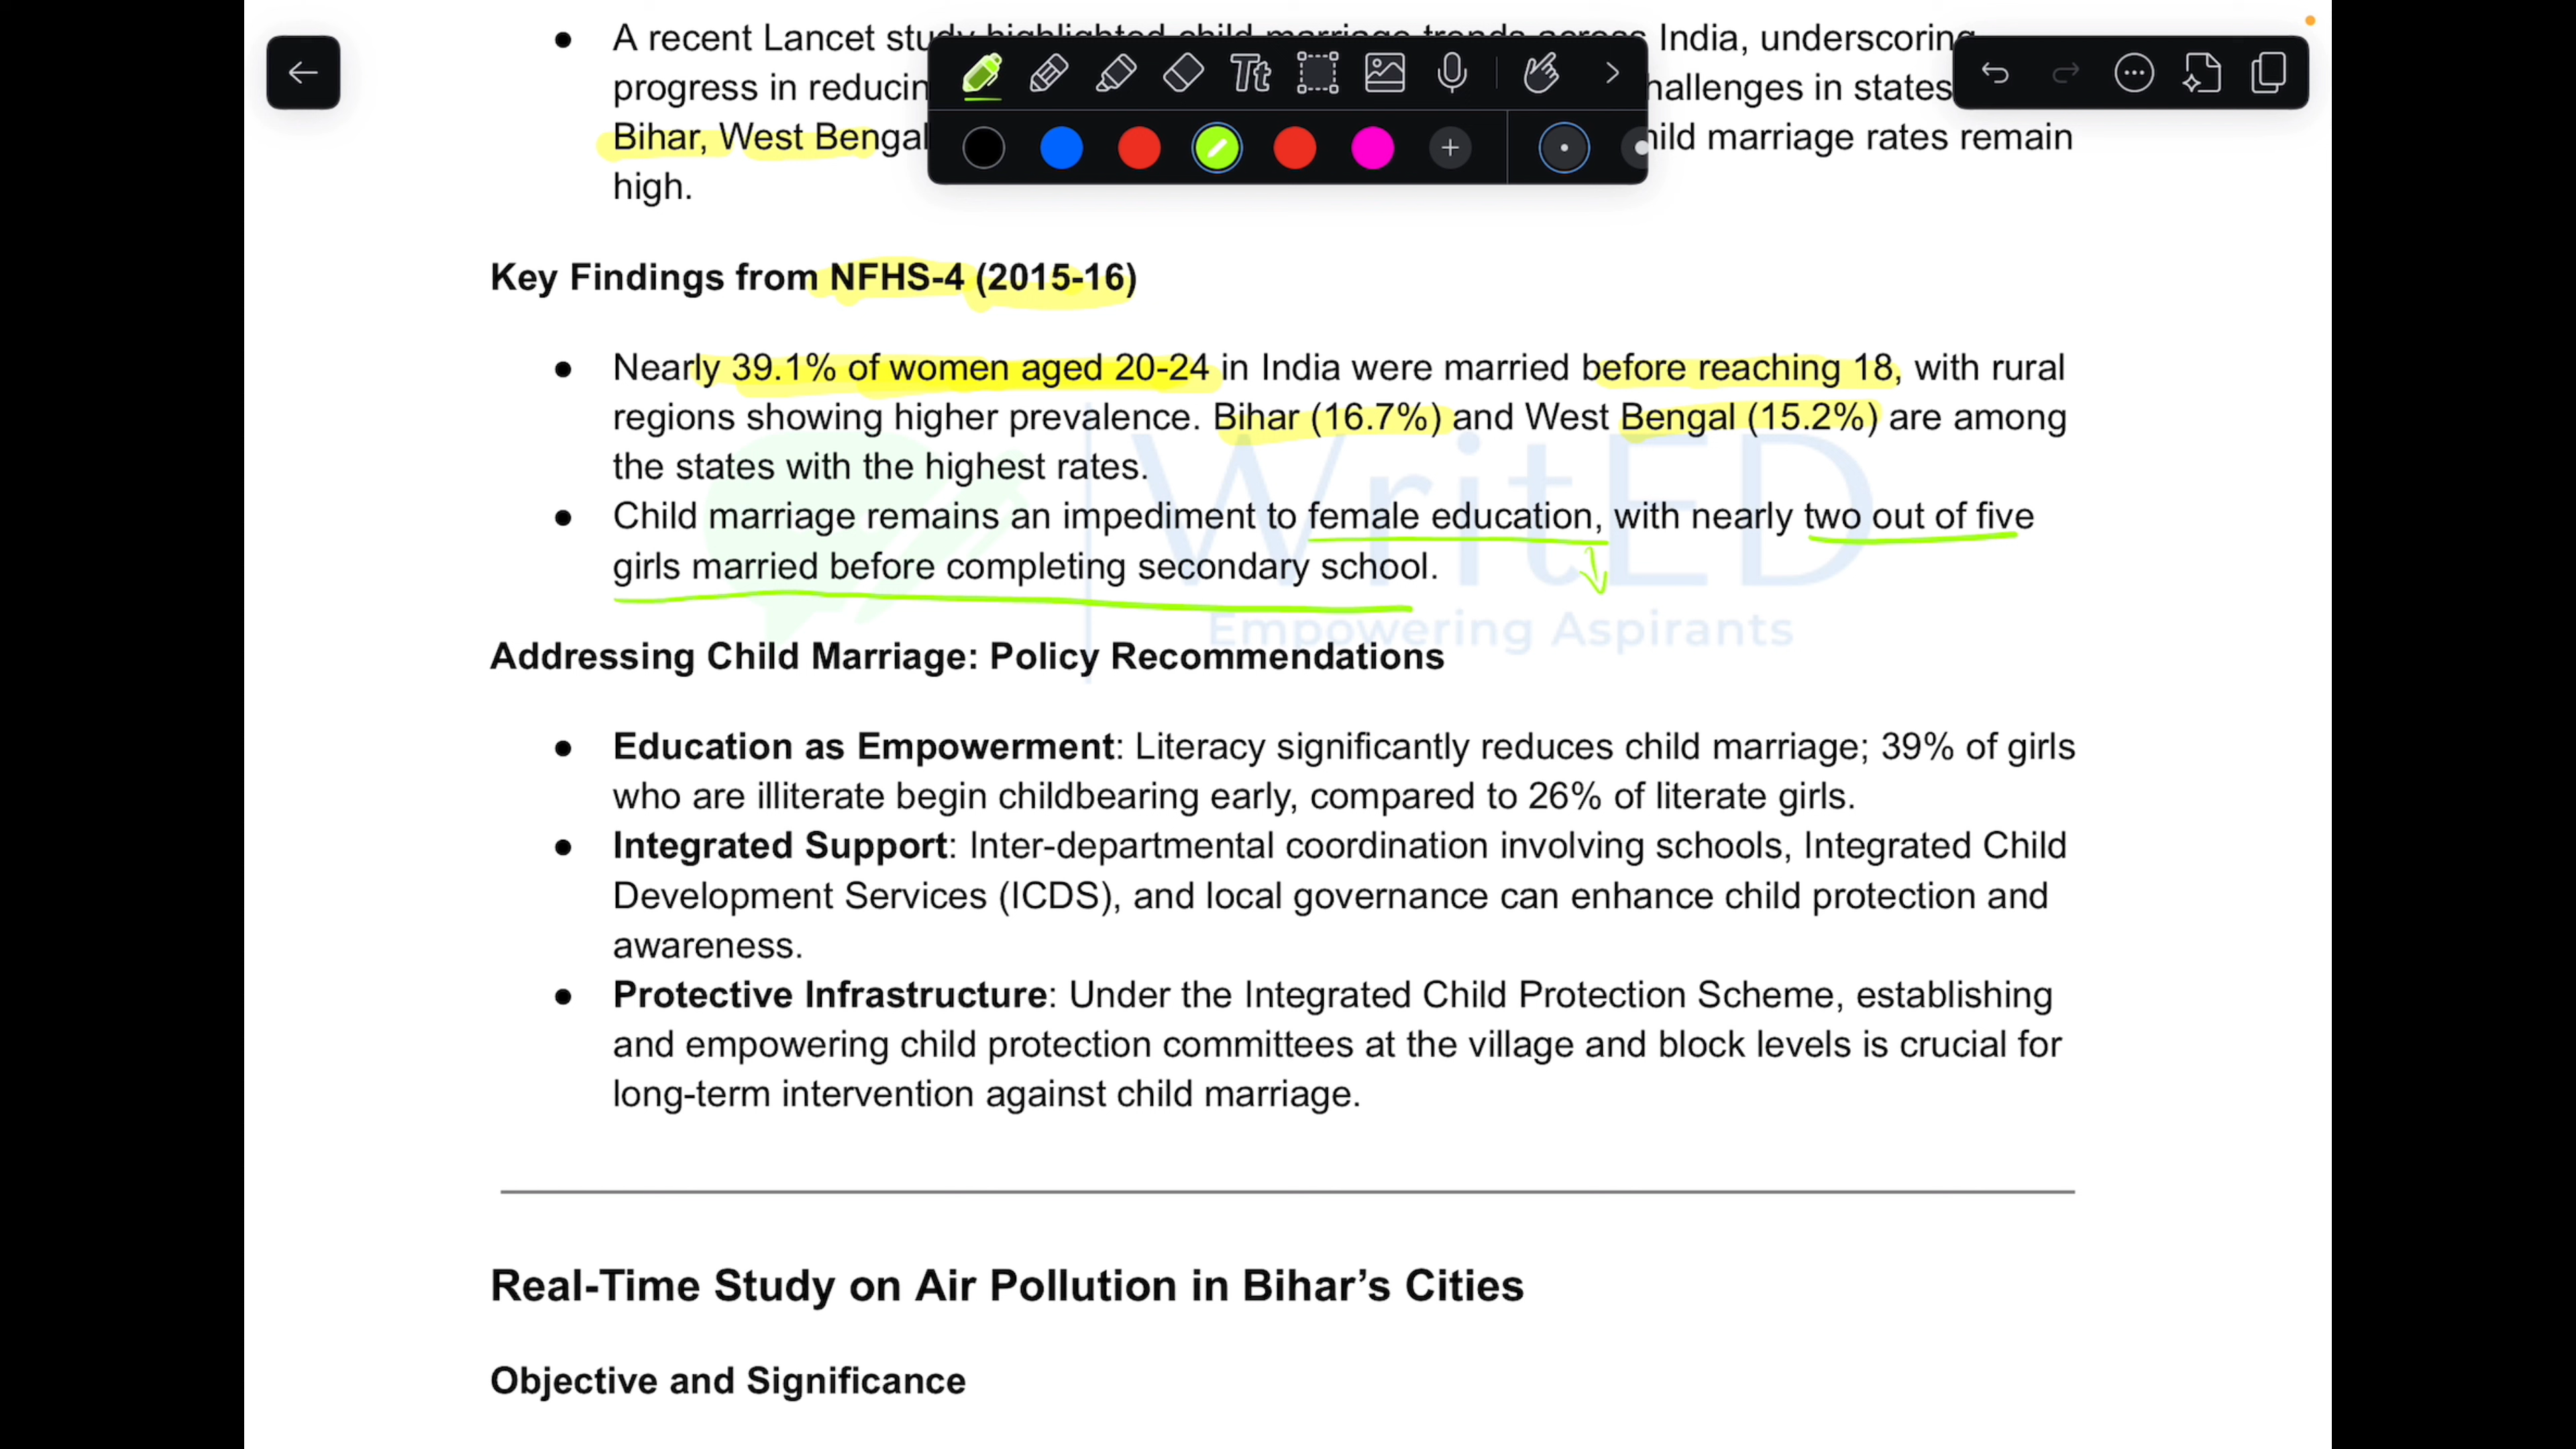 A recent Lancet study highlighted child marriage trends across India, underscoring
progress in reducin hallenges in states
Bihar, West Bengal hild marriage rates remain
high.
Key Findings from NFHS-4 (2015-16)
Nearly 39.1% of women aged 20-24 in India were married before reaching 18, with rural
regions showing higher prevalence. Bihar (16.7%) and West Bengal (15.2%) are among
the states with the highest rates.
Child marriage remains an impediment to female education, with nearly two out of five
girls married before completing secondary school.
WritED
Empowering Aspirants
Addressing Child Marriage: Policy Recommendations
Education as Empowerment: Literacy significantly reduces child marriage; 39% of girls
who are illiterate begin childbearing early, compared to 26% of literate girls.
Integrated Support: Inter-departmental coordination involving schools, Integrated Child
Development Services (ICDS), and local governance can enhance child protection and
awareness.
Protective Infrastructure: Under the Integrated Child Protection Scheme, establishing
and empowering child protection committees at the village and block levels is crucial for
long-term intervention against child marriage.
Real-Time Study on Air Pollution in Bihar’s Cities
Objective and Significance